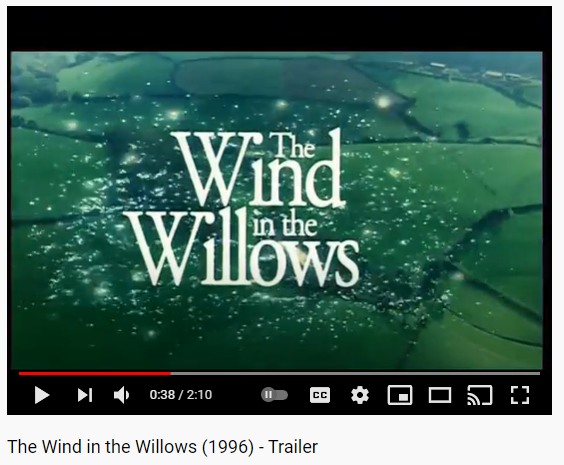 The
Wind
in the
Willows
0:38 / 2:10
CC
The Wind in the Willows (1996) - Trailer